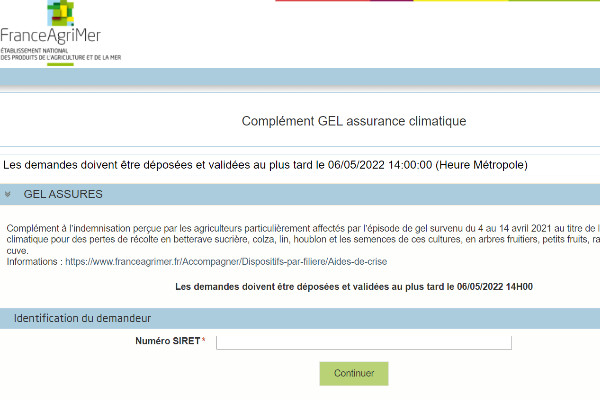 FranceAgriMer
ÉTABLISSEMENT NATIONAL
DES PRODUITS DE L'AGRICULTURE ET DE LA MER
Complément GEL assurance climatique
Les demandes doivent être déposées et validées au plus tard le 06/05/2022 14:00:00 (Heure Métropole)
GEL ASSURES
Complément à l'indemnisation perçue par les agriculteurs particulièrement affectés par l'épisode de gel survenu du 4 au 14 avril 2021 au titre de
climatique pour des pertes de récolte en betterave sucrière, colza, lin, houblon et les semences de ces cultures, en arbres fruitiers, petits fruits,
cuve.
Informations : https://www.franceagrimer.fr/Accompagner/Dispositifs-par-filiere/Aides-de-crise
Les demandes doivent être déposées et validées au plus tard le 06/05/2022 14H00
Identification du demandeur
Numéro SIRET*
Continuer